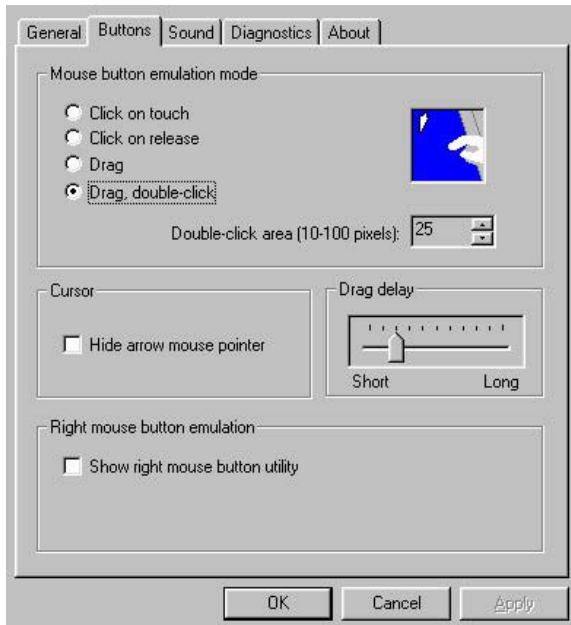 General Buttons Sound Diagnostics About
Mouse button emulation mode
Click on touch
Click on release
Drag
Drag, double-click
Double-click area (10-100 pixels): 25
Cursor
Hide arrow mouse pointer
Drag delay
Short Long
Right mouse button emulation
Show right mouse button utility
OK Cancel Apply